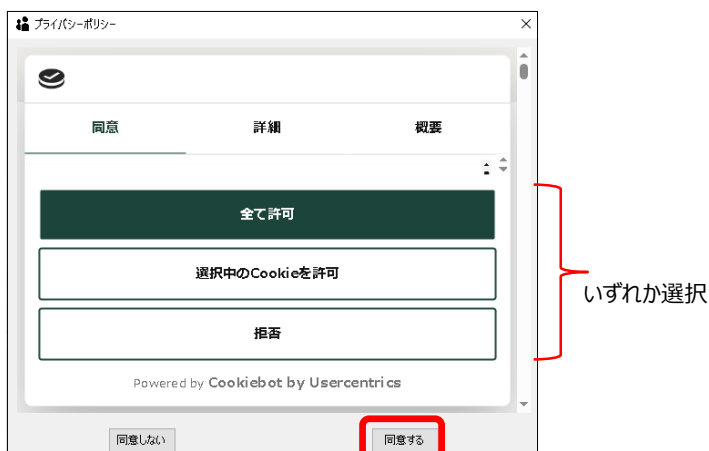 プライバシーポリシー
同意 詳細 概要
全て許可
選択中のCookieを許可
拒否
いずれか選択
Powered by Cookiebot by Usercentrics
同意しない 同意する